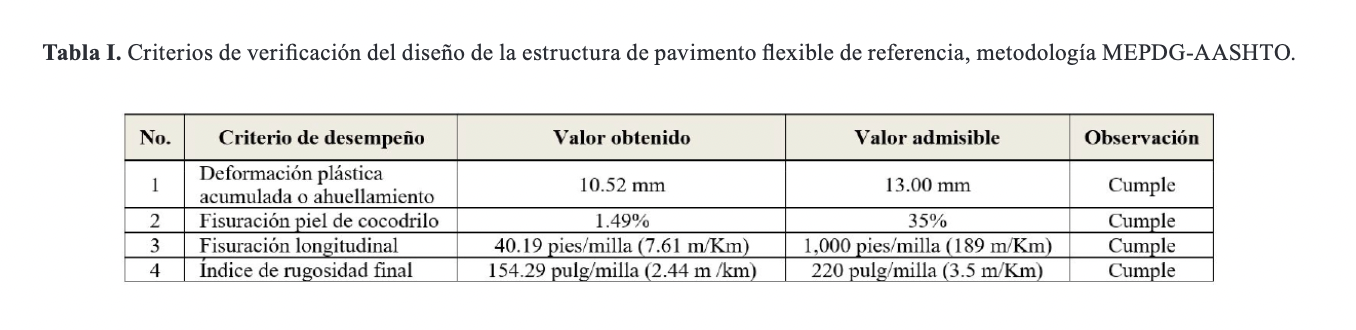 Tabla I. Criterios de verificación del diseño de la estructura de pavimento flexible de referencia, metodología MEPDG-AASHTO.
No. Criterio de desempeño Valor obtenido Valor admisible Observación
1 Deformación plástica acumulada o ahuellamiento 10.52 mm 13.00 mm Cumple
2 Fisuración piel de cocodrilo 1.49% 35% Cumple
3 Fisuración longitudinal 40.19 pies/milla (7.61 m/Km) 1,000 pies/milla (189 m/Km) Cumple
4 Índice de rugosidad final 154.29 pulg/milla (2.44 m /km) 220 pulg/milla (3.5 m/Km) Cumple